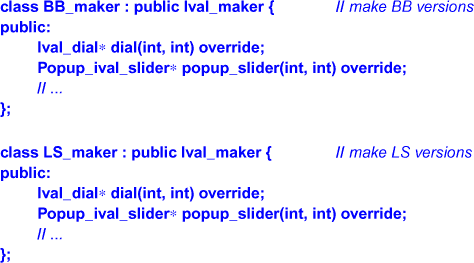 class BB_maker : public Ival_maker { // make BB versions
public:
Ival_dial* dial(int, int) override;
Popup_ival_slider* popup_slider(int, int) override;
// ...
};
class LS_maker : public Ival_maker { // make LS versions
public:
Ival_dial* dial(int, int) override;
Popup_ival_slider* popup_slider(int, int) override;
// ...
};